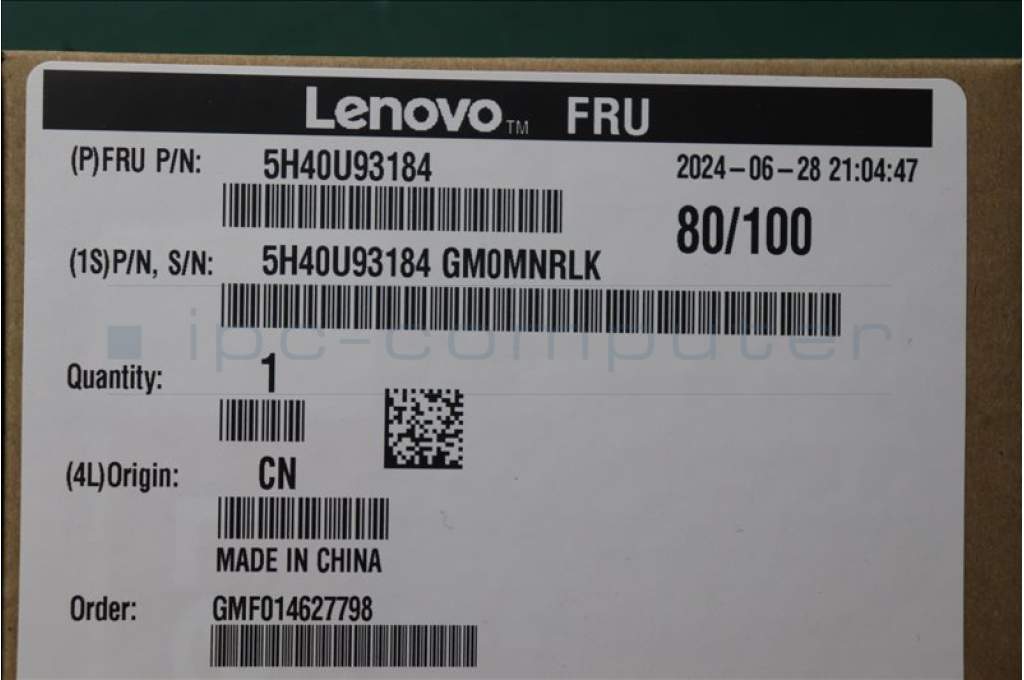 Lenovo™ FRU
(P)FRU P/N: 5H40U93184 2024-06-28 21:04:47
80/100
(1S)P/N, S/N: 5H40U93184 GM0MNRLK
ipc-computer
Quantity: 1
(4L)Origin: CN
MADE IN CHINA
Order: GMF014627798